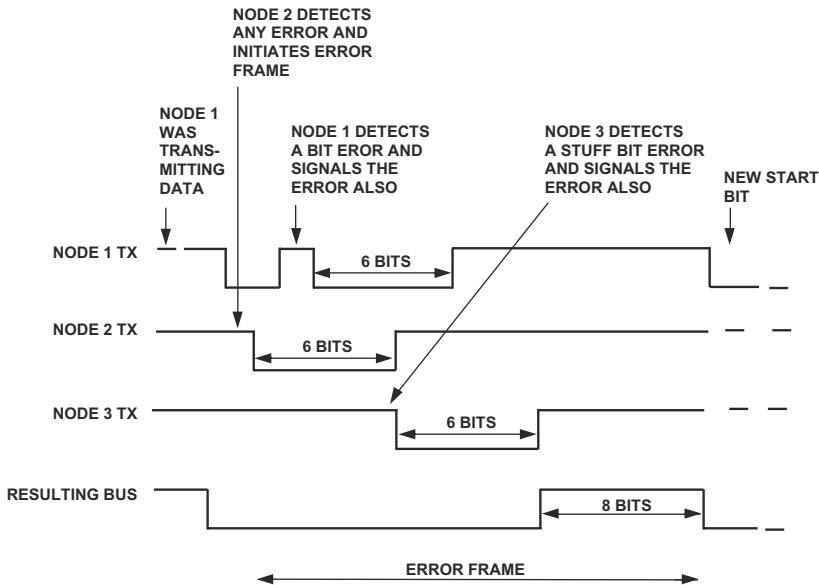 NODE 2 DETECTS
ANY ERROR AND
INITIATES ERROR
FRAME
NODE 1
WAS
TRANS-
MITTING
DATA
NODE 1 DETECTS
A BIT EROR AND
SIGNALS THE
ERROR ALSO
NODE 3 DETECTS
A STUFF BIT ERROR
AND SIGNALS THE
ERROR ALSO
NEW START
BIT
NODE 1 TX
6 BITS
NODE 2 TX
6 BITS
NODE 3 TX
6 BITS
RESULTING BUS
8 BITS
ERROR FRAME